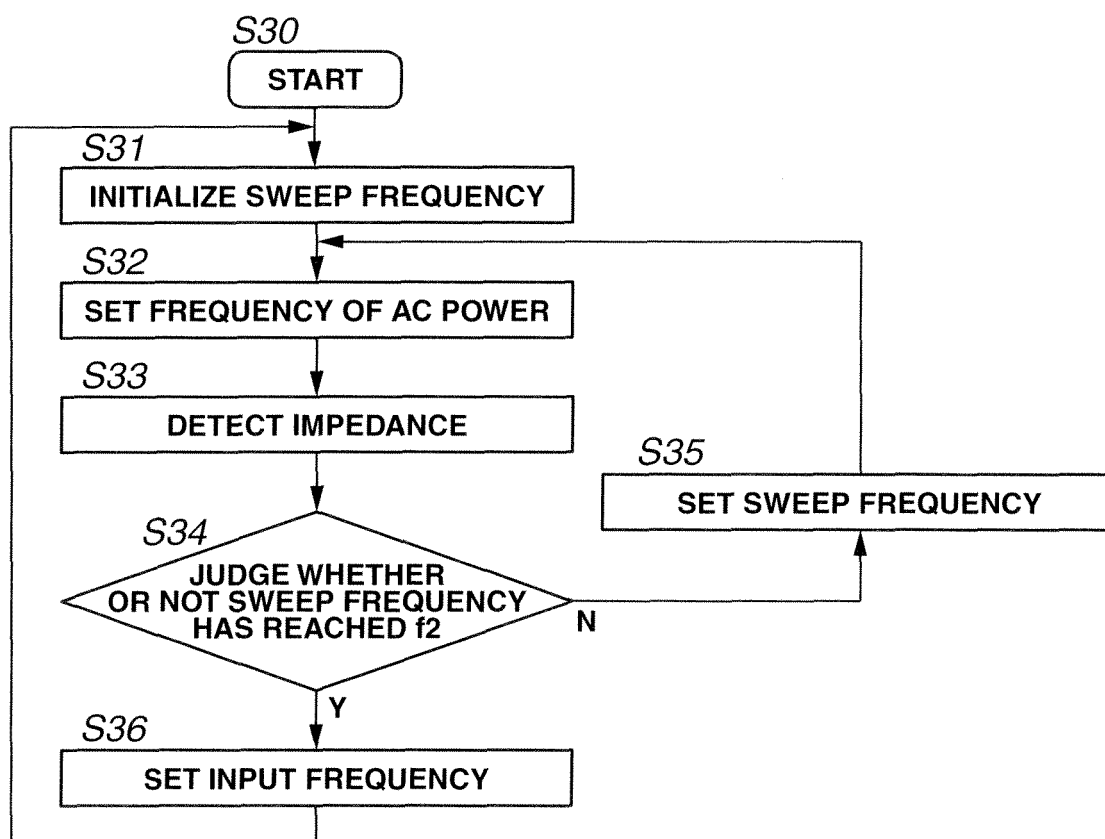 S30
START
S31
INITIALIZE SWEEP FREQUENCY
S32
SET FREQUENCY OF AC POWER
S33
DETECT IMPEDANCE
S35
SET SWEEP FREQUENCY
S34
JUDGE WHETHER
OR NOT SWEEP FREQUENCY
HAS REACHED f2
N
Y
S36
SET INPUT FREQUENCY